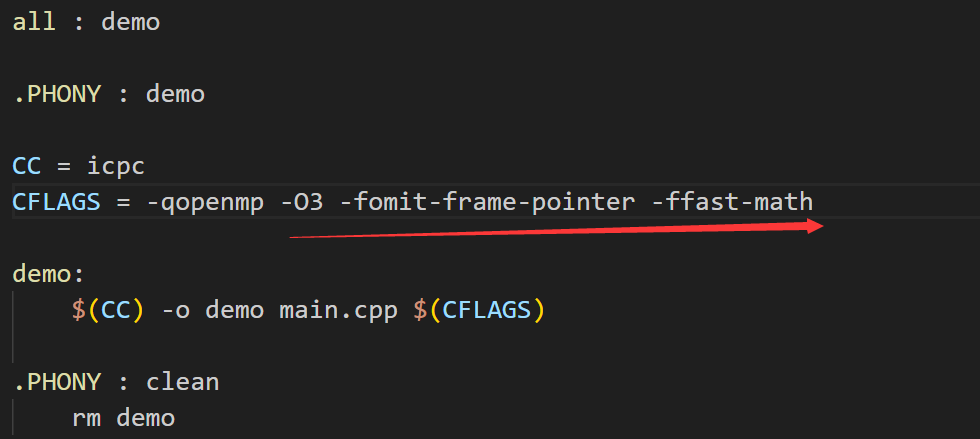 all : demo
.PHONY : demo
CC = icpc
CFLAGS = -qopenmp -O3 -fomit-frame-pointer -ffast-math
demo:
$(CC) -o demo main.cpp $(CFLAGS)
.PHONY : clean
rm demo